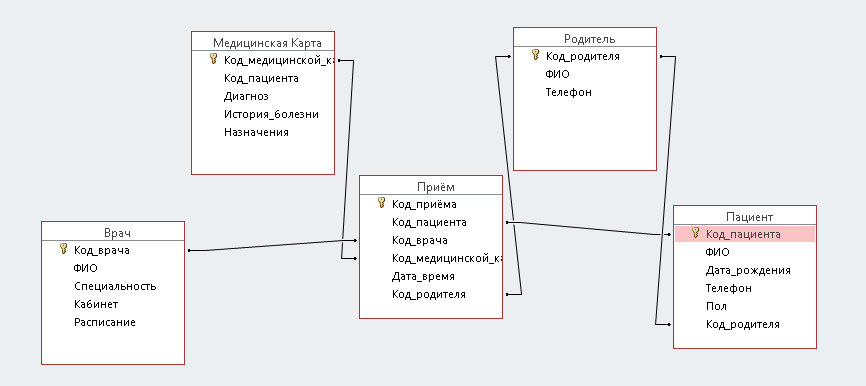 Медицинская Карта
Код_медицинской_ка
Код_пациента
Диагноз
История_болезни
Назначения
Родитель
Код_родителя
ФИО
Телефон
Приём
Код_приёма
Код_пациента
Код_врача
Код_медицинской_ка
Дата_время
Код_родителя
Врач
Код_врача
ФИО
Специальность
Кабинет
Расписание
Пациент
Код_пациента
ФИО
Дата_рождения
Телефон
Пол
Код_родителя